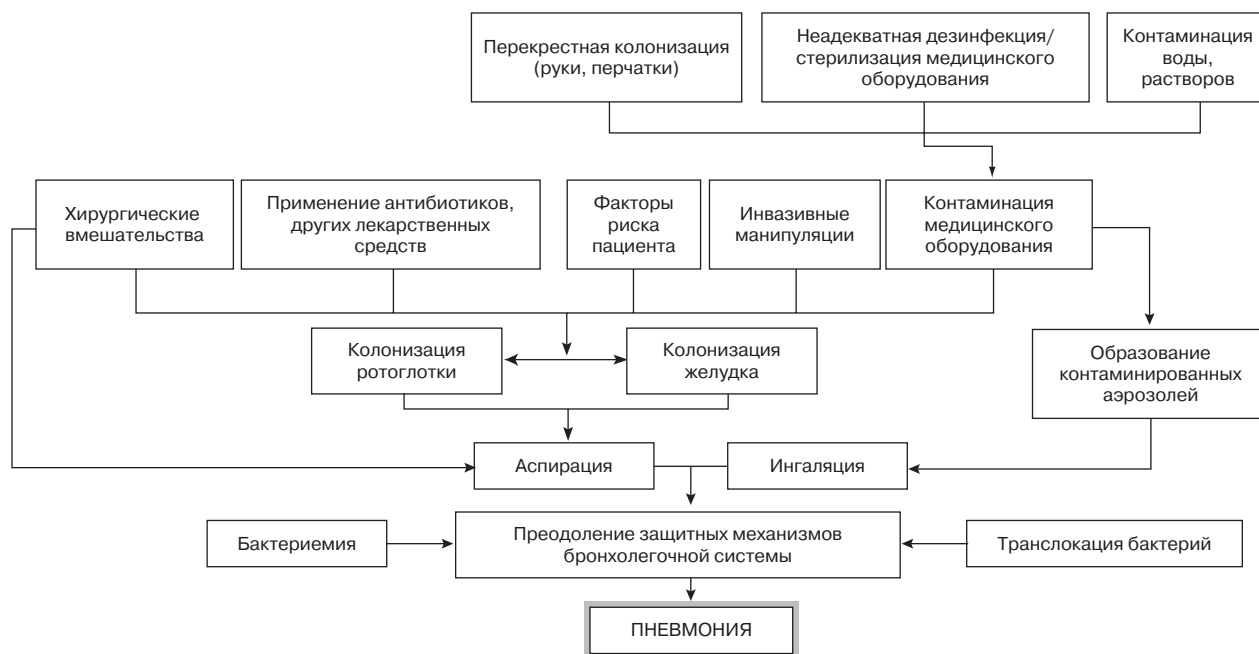 Перекрестная колонизация
(руки, перчатки)
Неадекватная дезинфекция/
стерилизация медицинского
оборудования
Контаминация
воды,
растворов
Хирургические
вмешательства
Применение антибиотиков,
других лекарственных
средств
Факторы
риска
пациента
Инвазивные
манипуляции
Контаминация
медицинского
оборудования
Колонизация
ротоглотки
Колонизация
желудка
Образование
контаминированных
аэрозолей
Аспирация
Ингаляция
Бактериемия
Преодоление защитных механизмов
бронхолегочной системы
Транслокация бактерий
ПНЕВМОНИЯ